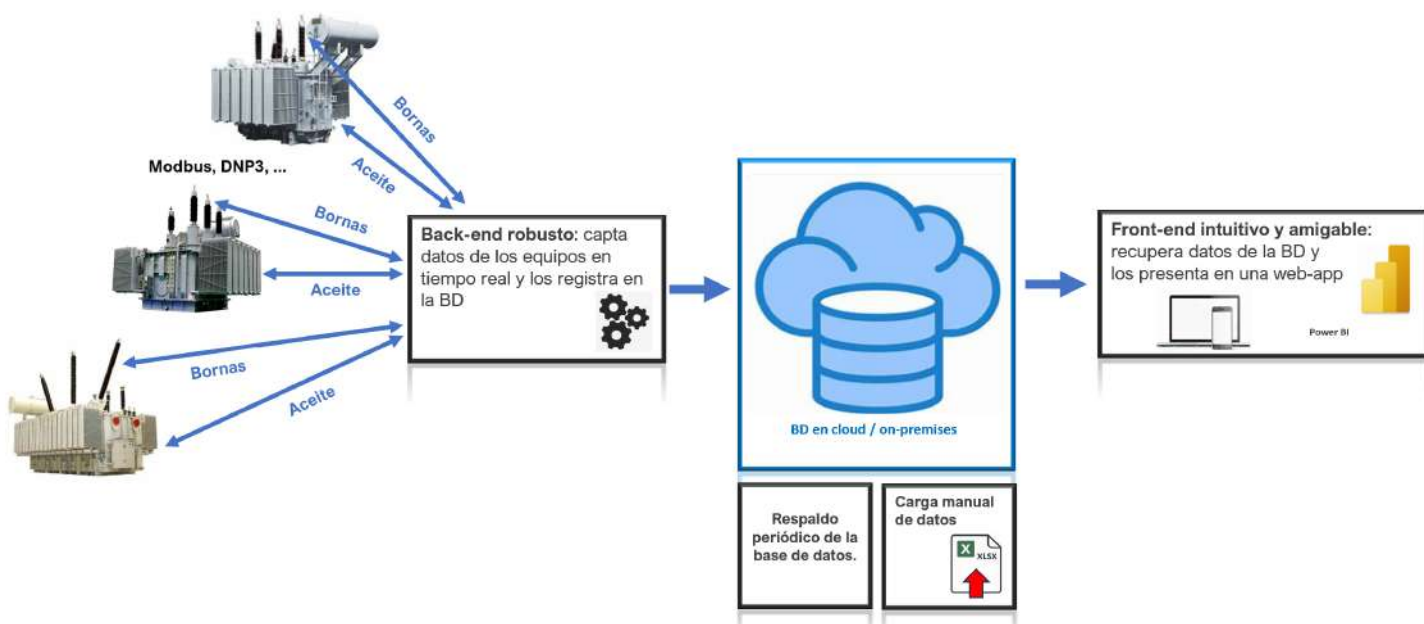 Bornas
Aceite
Modbus, DNP3, ...
Bornas
Aceite
Bornas
Aceite
Back-end robusto: capta
datos de los equipos en
tiempo real y los registra en
la BD
BD en cloud / on-premises
Respaldo
periódico de la
base de datos.
Carga manual
de datos
X
XLSX
Front-end intuitivo y amigable:
recupera datos de la BD y
los presenta en una web-app
Power BI